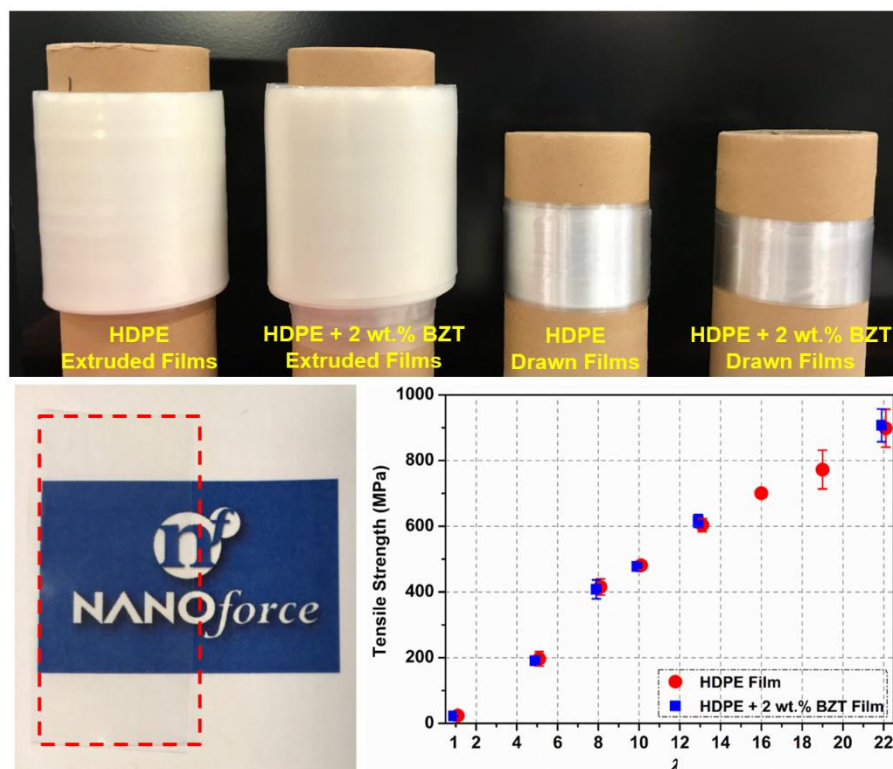 HDPE
Extruded Films
HDPE + 2 wt.% BZT
Extruded Films
HDPE
Drawn Films
HDPE + 2 wt.% BZT
Drawn Films
nf
NANOforce
1000
800
600
400
200
0
Tensile Strength (MPa)
HDPE Film
HDPE + 2 wt.% BZT Film
1 2 4 6 8 10 12 14 16 18 20 22
λ